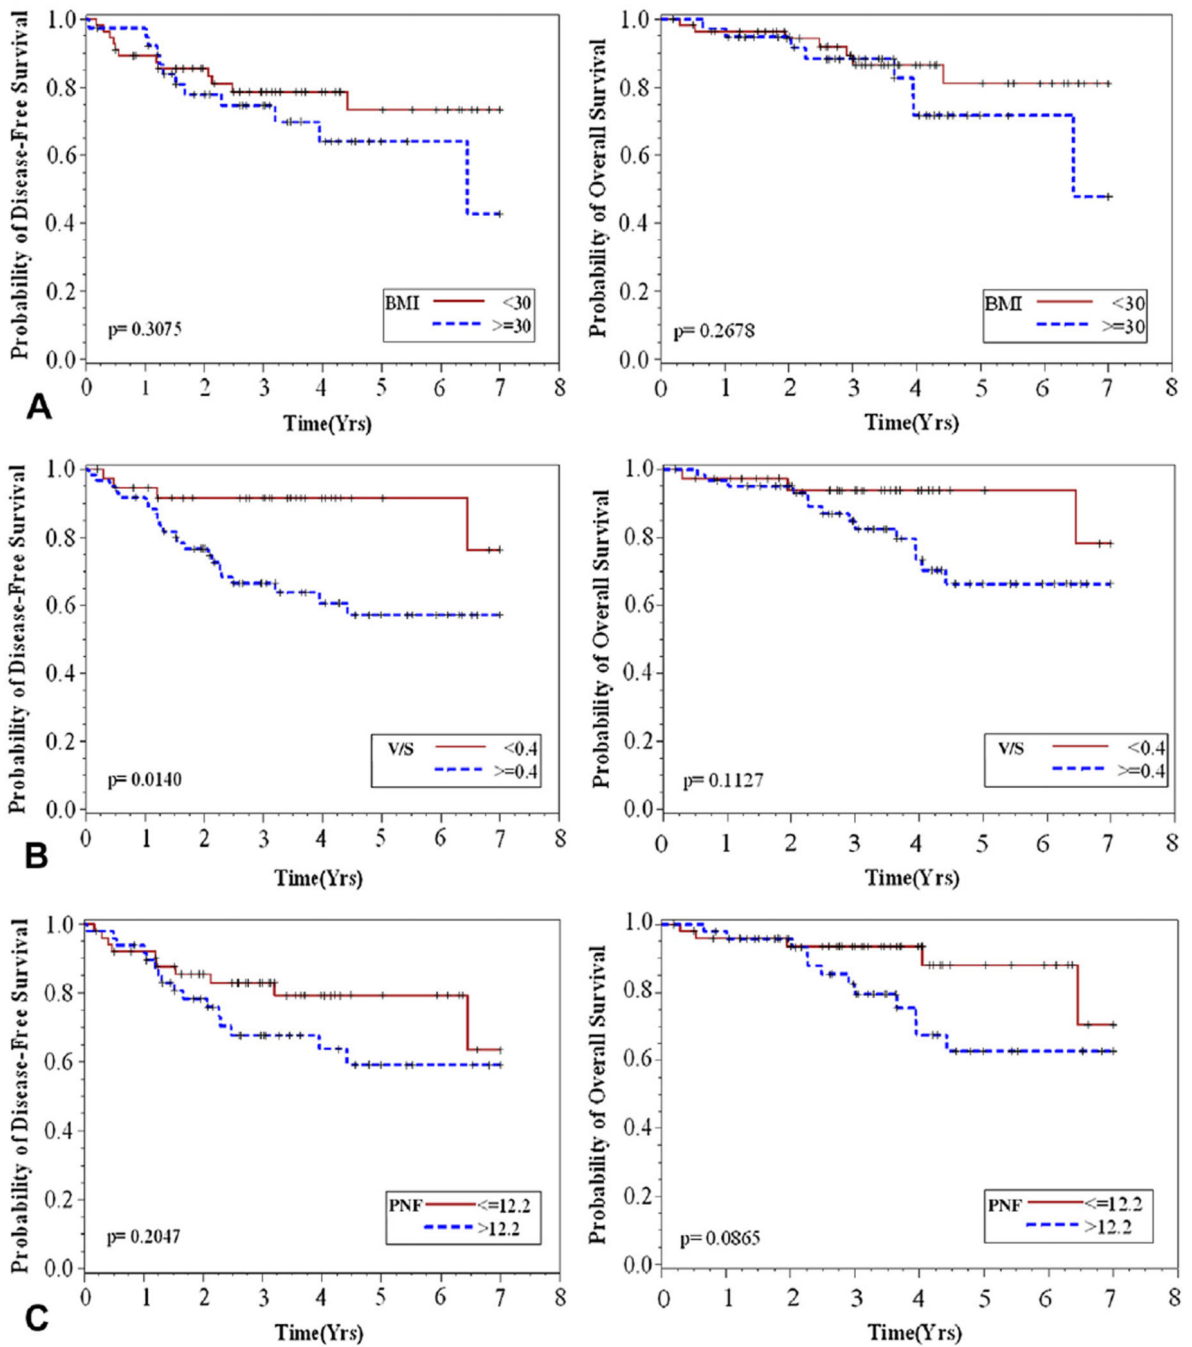 Probability of Disease-Free Survival
1.0
0.8
0.6
0.4
0.2
0.0
BMI <30
>=30
p= 0.3075
0 1 2 3 4 5 6 7 8
Time(Yrs)
Probability of Overall Survival
1.0
0.8
0.6
0.4
0.2
0.0
BMI <30
>=30
p= 0.2678
0 1 2 3 4 5 6 7 8
Time(Yrs)
A
Probability of Disease-Free Survival
1.0
0.8
0.6
0.4
0.2
0.0
V/S <0.4
>=0.4
p= 0.0140
0 1 2 3 4 5 6 7 8
Time(Yrs)
Probability of Overall Survival
1.0
0.8
0.6
0.4
0.2
0.0
V/S <0.4
>=0.4
p= 0.1127
0 1 2 3 4 5 6 7 8
Time(Yrs)
B
Probability of Disease-Free Survival
1.0
0.8
0.6
0.4
0.2
0.0
PNF <=12.2
>12.2
p= 0.2047
0 1 2 3 4 5 6 7 8
Time(Yrs)
Probability of Overall Survival
1.0
0.8
0.6
0.4
0.2
0.0
PNF <=12.2
>12.2
p= 0.0865
0 1 2 3 4 5 6 7 8
Time(Yrs)
C